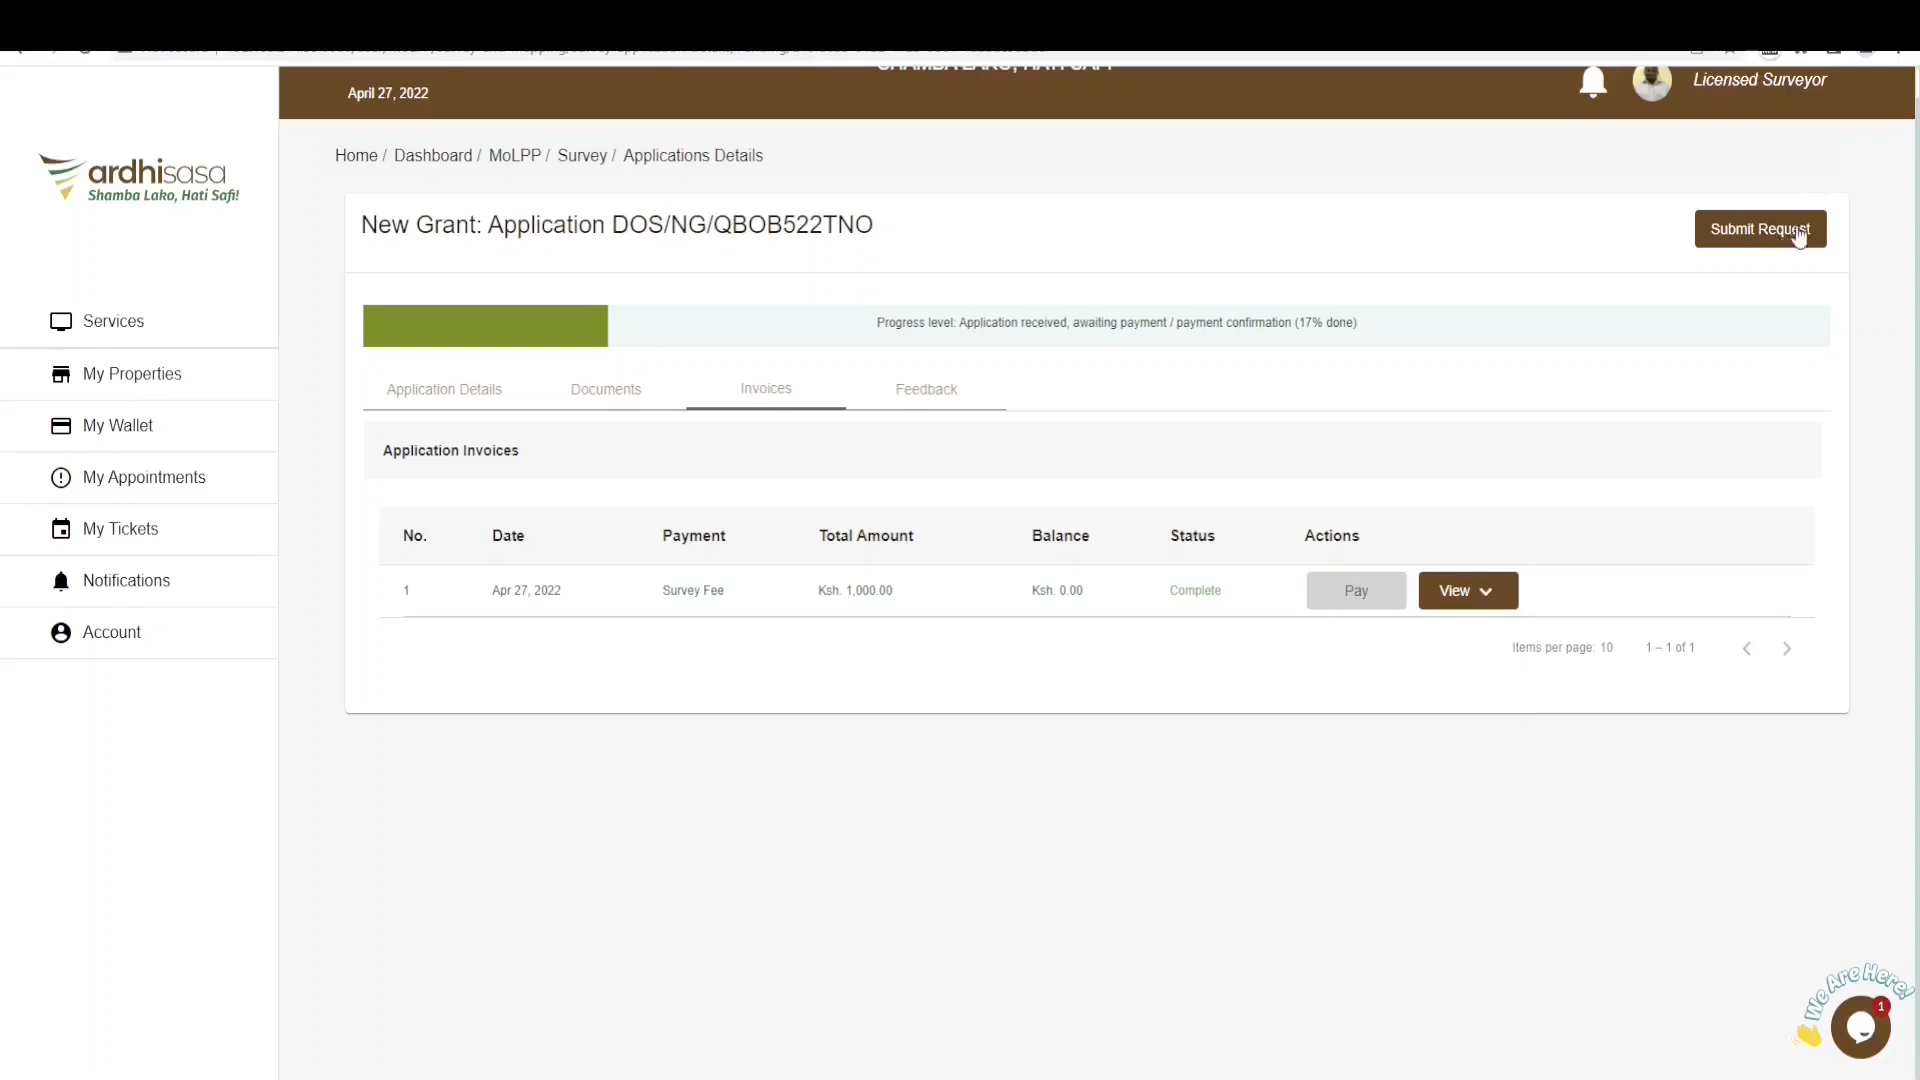 April 27, 2022
Licensed Surveyor
ardhisasa
Shamba Lako, Hati Safi!
Home / Dashboard / MoLPP / Survey / Applications Details
New Grant: Application DOS/NG/QBOB522TNO
Submit Request
Services
My Properties
My Wallet
My Appointments
My Tickets
Notifications
Account
Progress level: Application received, awaiting payment / payment confirmation (17% done)
Application Details Documents Invoices Feedback
Application Invoices
No. Date Payment Total Amount Balance Status Actions
1 Apr 27, 2022 Survey Fee Ksh. 1,000.00 Ksh. 0.00 Complete Pay View
Items per page: 10 1 – 1 of 1
We Are Here!
1